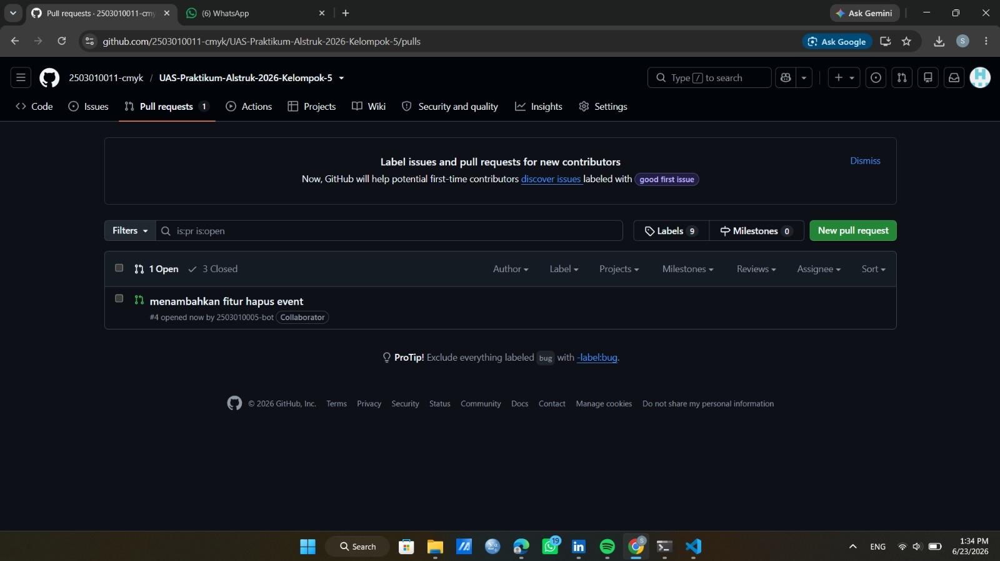 Pull requests · 2503010011-cmy
(6) WhatsApp
Ask Gemini
github.com/2503010011-cmyk/UAS-Praktikum-Alstruk-2026-Kelompok-5/pulls
Ask Google
S
2503010011-cmyk / UAS-Praktikum-Alstruk-2026-Kelompok-5
Type / to search
Code
Issues
Pull requests 1
Actions
Projects
Wiki
Security and quality
Insights
Settings
Label issues and pull requests for new contributors
Dismiss
Now, GitHub will help potential first-time contributors discover issues labeled with good first issue
Filters
is:pr is:open
Labels 9
Milestones 0
New pull request
1 Open
3 Closed
Author
Label
Projects
Milestones
Reviews
Assignee
Sort
menambahkan fitur hapus event
#4 opened now by 2503010005-bot Collaborator
ProTip! Exclude everything labeled bug with -label:bug.
© 2026 GitHub, Inc. Terms Privacy Security Status Community Docs Contact Manage cookies Do not share my personal information
Search
19
in
S
ENG
1:34 PM
6/23/2026